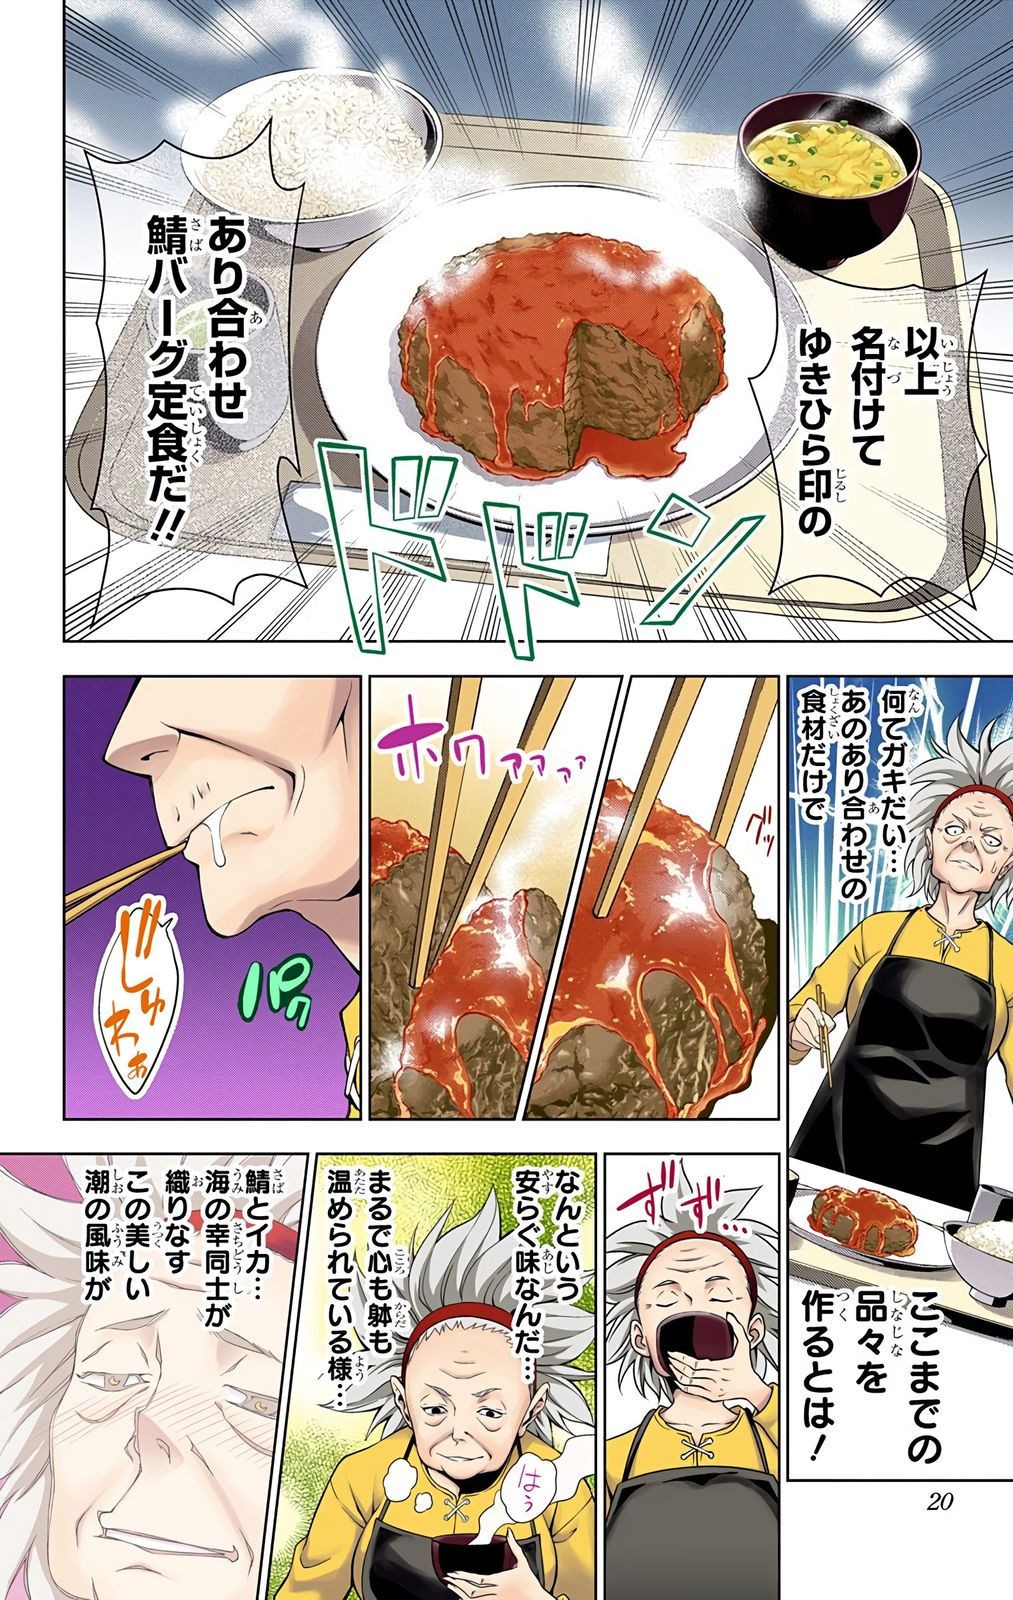 以上
名付けて
ゆきひら印の
あり合わせ
鯖バーグ定食だ!!
ドドン
何てガキだい…
あのあり合わせの
食材だけで
ここまでの
品々を
作るとは!
グッ
ホワァァァァ
パク
じゅわぁ
ずずず…
なんという
安らぐ味なんだ…
まるで心も躰も
温められている様…
はぅ
鯖とイカ…
海の幸同士が
織りなす
この美しい
潮の風味が
20